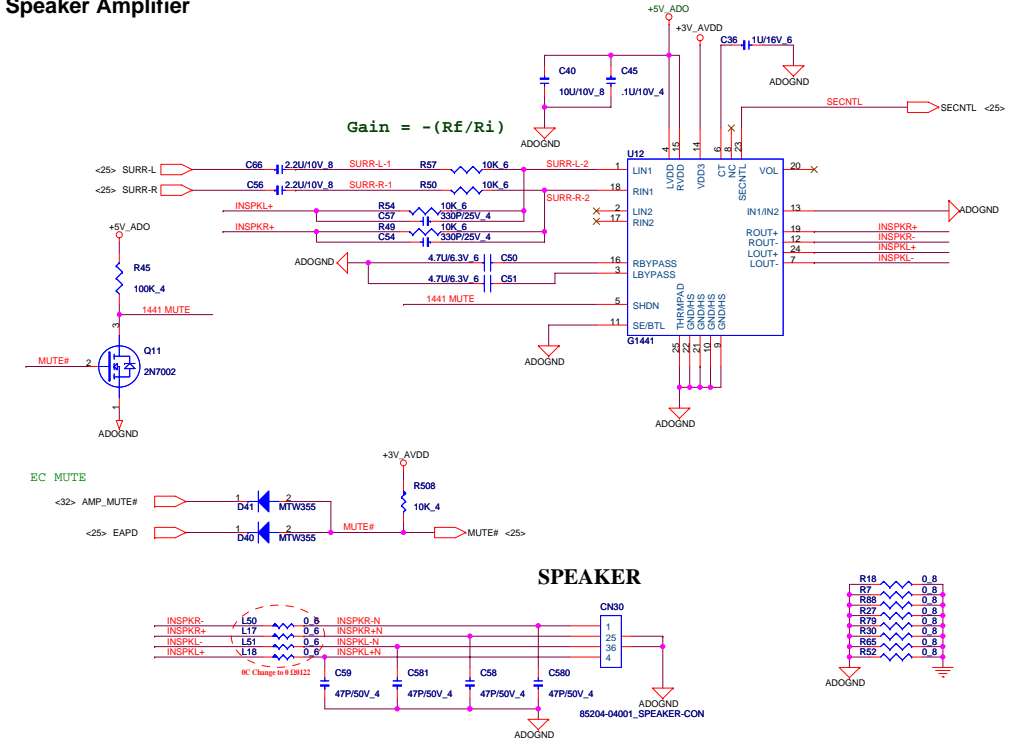 Speaker Amplifier
+5V_ADO
+3V_AVDD
C36 .1U/16V_6
ADOGND
C40
10U/10V_8
C45
.1U/10V_4
ADOGND
SECNTL
SECNTL <25>
Gain = -(Rf/Ri)
4 15 14 6 8 23
U12
LVDD
RVDD
VDD3
CT
NC
SECNTL
<25> SURR-L
C66 2.2U/10V_8
SURR-L-1
R57 10K_6
SURR-L-2
1 LIN1
VOL 20
<25> SURR-R
C56 2.2U/10V_8
SURR-R-1
R50 10K_6
SURR-R-2
18 RIN1
INSPKL+
R54 10K_6
C57 330P/25V_4
2 LIN2
17 RIN2
IN1/IN2 13
ADOGND
INSPKR+
R49 10K_6
C54 330P/25V_4
ROUT+ 19 INSPKR+
ROUT- 12 INSPKR-
LOUT+ 24 INSPKL+
LOUT- 7 INSPKL-
+5V_ADO
R45
100K_4
ADOGND
4.7U/6.3V_6 C50
16 RBYPASS
4.7U/6.3V_6 C51
3 LBYPASS
1441 MUTE
5 SHDN
11 SE/BTL
G1441
THRMPAD
GND/HS
GND/HS
GND/HS
GND/HS
25 22 21 10 9
ADOGND
ADOGND
1441 MUTE
3
Q11
2N7002
MUTE# 2
1
ADOGND
EC MUTE
+3V_AVDD
R508
10K_4
<32> AMP_MUTE#
1 2
D41 MTW355
<25> EAPD
1 2
D40 MTW355
MUTE#
MUTE# <25>
SPEAKER
INSPKR- L50 0_6 INSPKR-N
INSPKR+ L17 0_6 INSPKR+N
INSPKL- L51 0_6 INSPKL-N
INSPKL+ L18 0_6 INSPKL+N
0C Change to 0 Ω0122
CN30
1
25
36
4
ADOGND
85204-04001_SPEAKER-CON
C59
47P/50V_4
C581
47P/50V_4
C58
47P/50V_4
C580
47P/50V_4
ADOGND
R18 0_8
R7 0_8
R88 0_8
R27 0_8
R79 0_8
R30 0_8
R65 0_8
R52 0_8
ADOGND